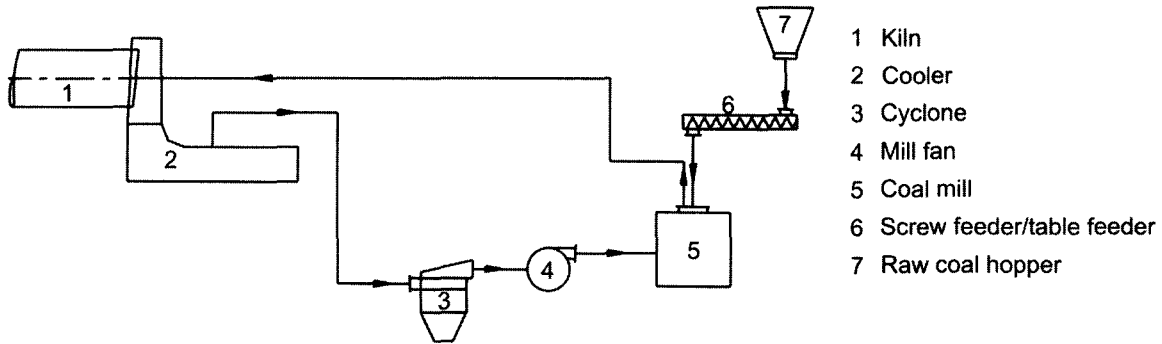 7
1 Kiln
6
2 Cooler
1
3 Cyclone
2
4 Mill fan
5 Coal mill
6 Screw feeder/table feeder
5
4
7 Raw coal hopper
3